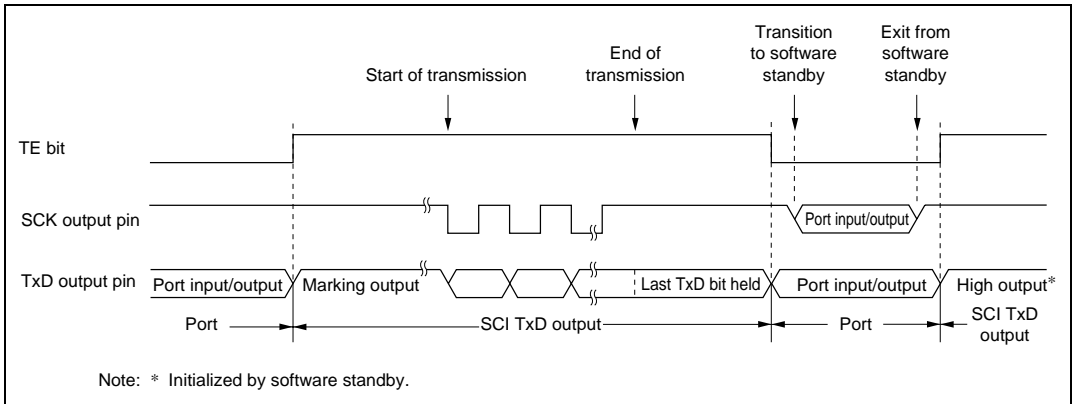 Transition
to software
standby
Exit from
software
standby
Start of transmission
End of
transmission
TE bit
SCK output pin
Port input/output
TxD output pin
Port input/output
Marking output
Last TxD bit held
Port input/output
High output*
Port
SCI TxD output
Port
SCI TxD
output
Note: * Initialized by software standby.